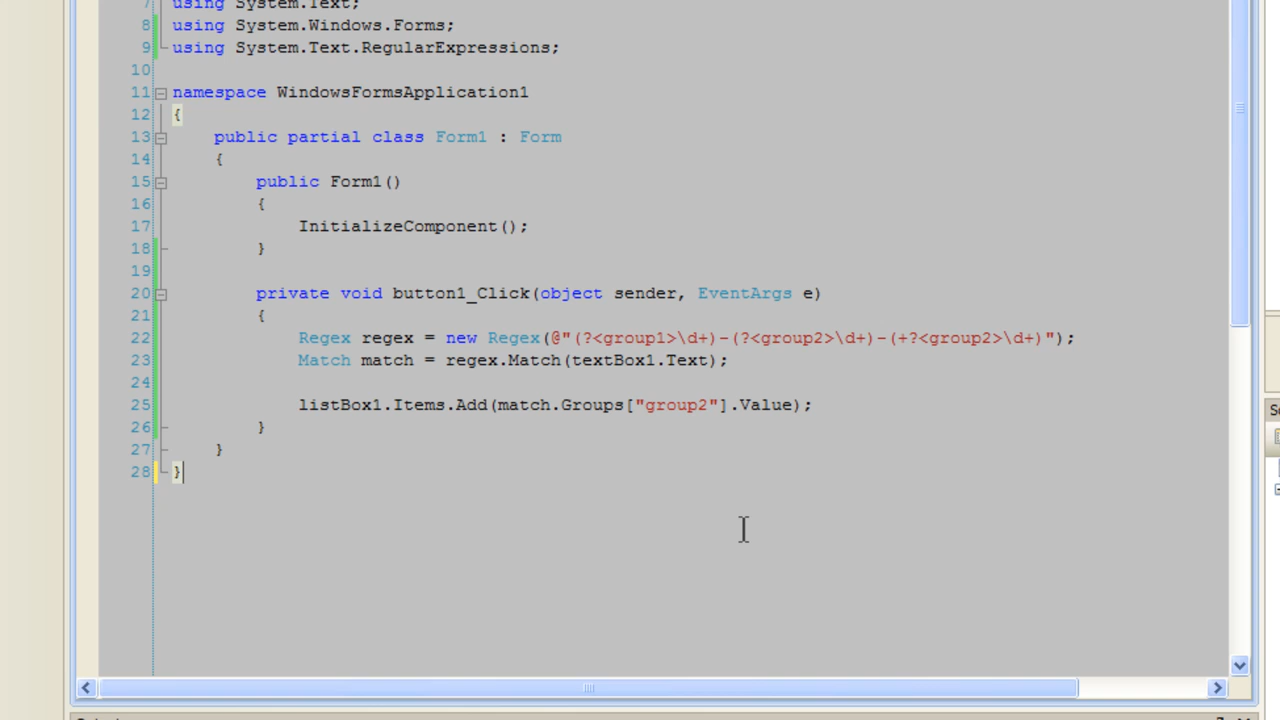 7 using System.Text;
8 using System.Windows.Forms;
9 using System.Text.RegularExpressions;
10
11 namespace WindowsFormsApplication1
12 {
13 public partial class Form1 : Form
14 {
15 public Form1()
16 {
17 InitializeComponent();
18 }
19
20 private void button1_Click(object sender, EventArgs e)
21 {
22 Regex regex = new Regex(@"(?<group1>\d+)-(?<group2>\d+)-(+?<group2>\d+)");
23 Match match = regex.Match(textBox1.Text);
24
25 listBox1.Items.Add(match.Groups["group2"].Value);
26 }
27 }
28 }